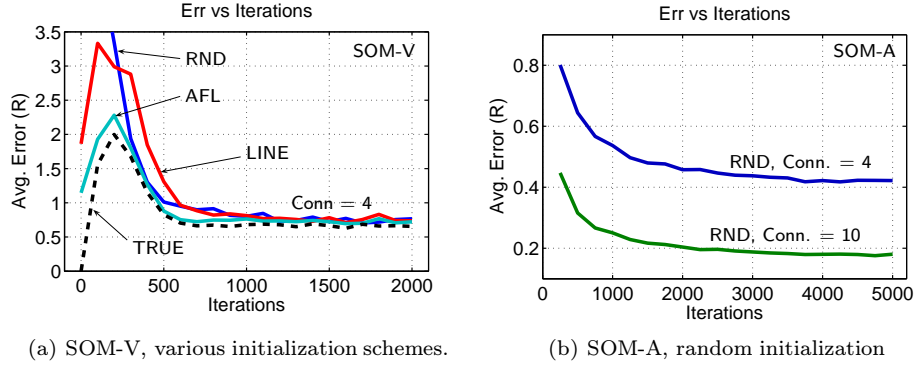 Err vs Iterations
3.5
3
2.5
2
1.5
1
0.5
0
Avg. Error (R)
SOM-V
RND
AFL
LINE
Conn = 4
TRUE
0 500 1000 1500 2000
Iterations
(a) SOM-V, various initialization schemes.
Err vs Iterations
0.8
0.6
0.4
0.2
Avg. Error (R)
SOM-A
RND, Conn. = 4
RND, Conn. = 10
0 1000 2000 3000 4000 5000
Iterations
(b) SOM-A, random initialization